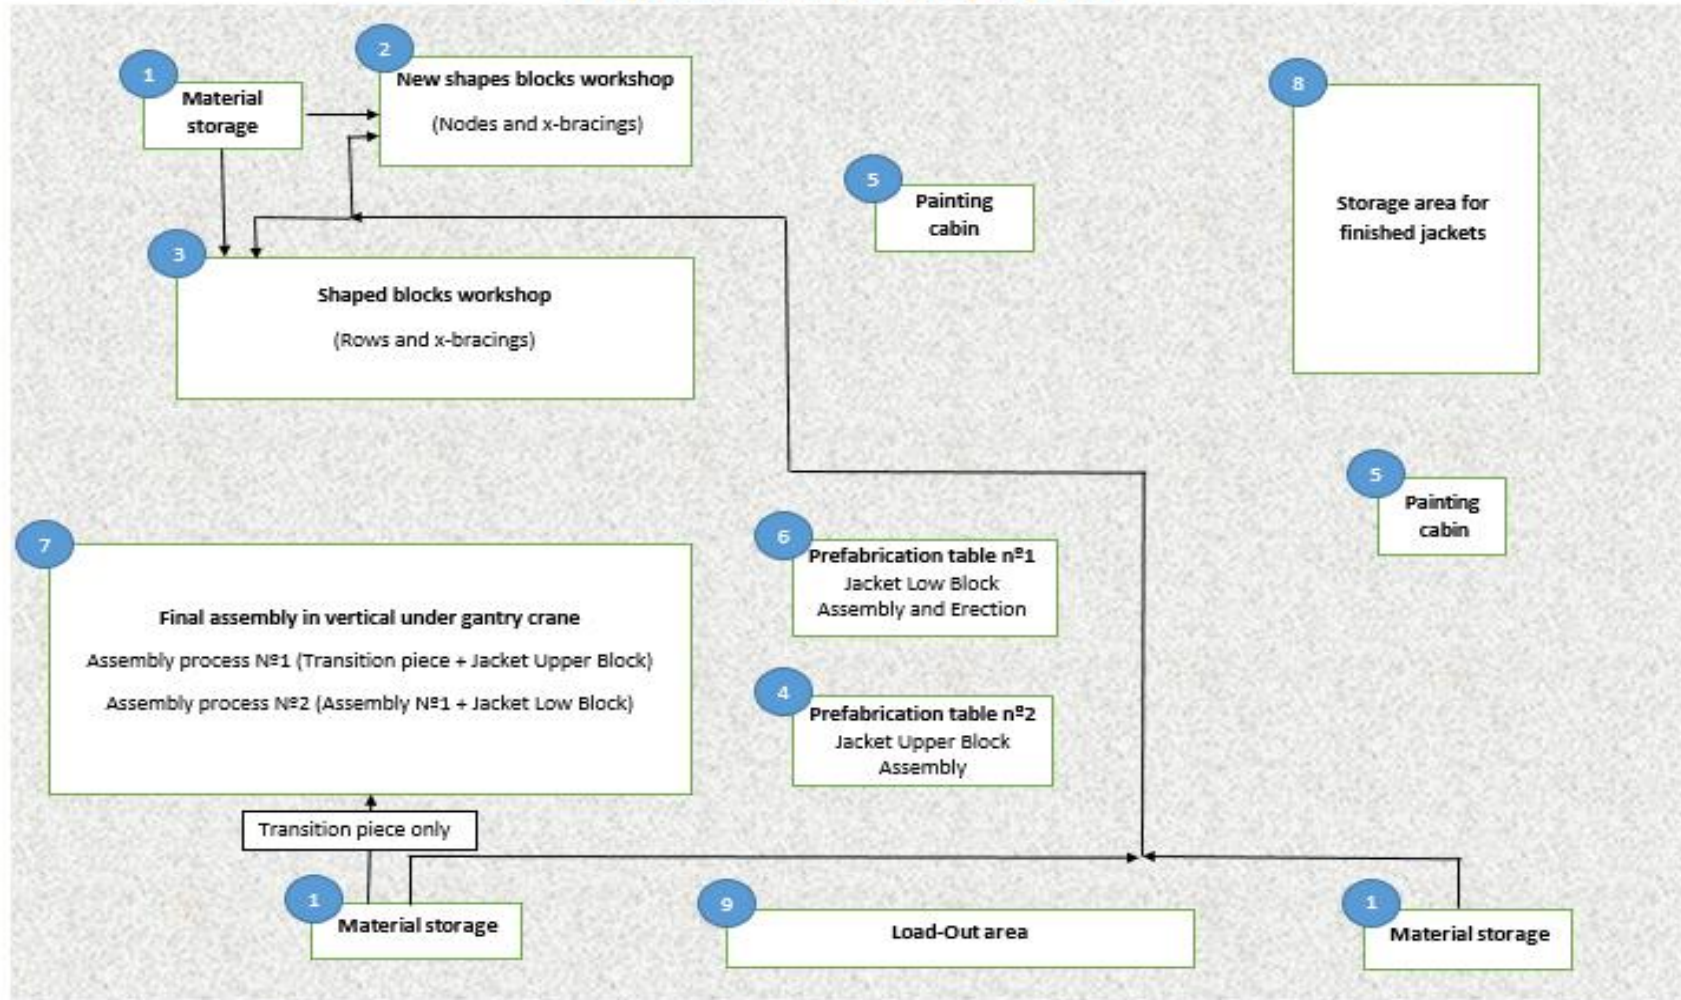 1
Material
storage
2
New shapes blocks workshop
(Nodes and x-bracings)
3
Shaped blocks workshop
(Rows and x-bracings)
5
Painting
cabin
8
Storage area for
finished jackets
5
Painting
cabin
7
Final assembly in vertical under gantry crane
Assembly process Nº1 (Transition piece + Jacket Upper Block)
Assembly process Nº2 (Assembly Nº1 + Jacket Low Block)
6
Prefabrication table nº1
Jacket Low Block
Assembly and Erection
4
Prefabrication table nº2
Jacket Upper Block
Assembly
Transition piece only
1
Material storage
9
Load-Out area
1
Material storage